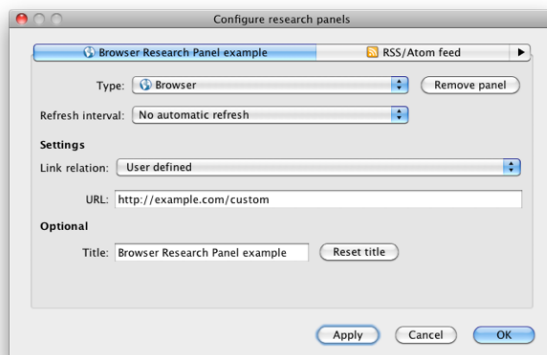 Configure research panels
Browser Research Panel example RSS/Atom feed
Type: Browser Remove panel
Refresh interval: No automatic refresh
Settings
Link relation: User defined
URL: http://example.com/custom
Optional
Title: Browser Research Panel example Reset title
Apply Cancel OK